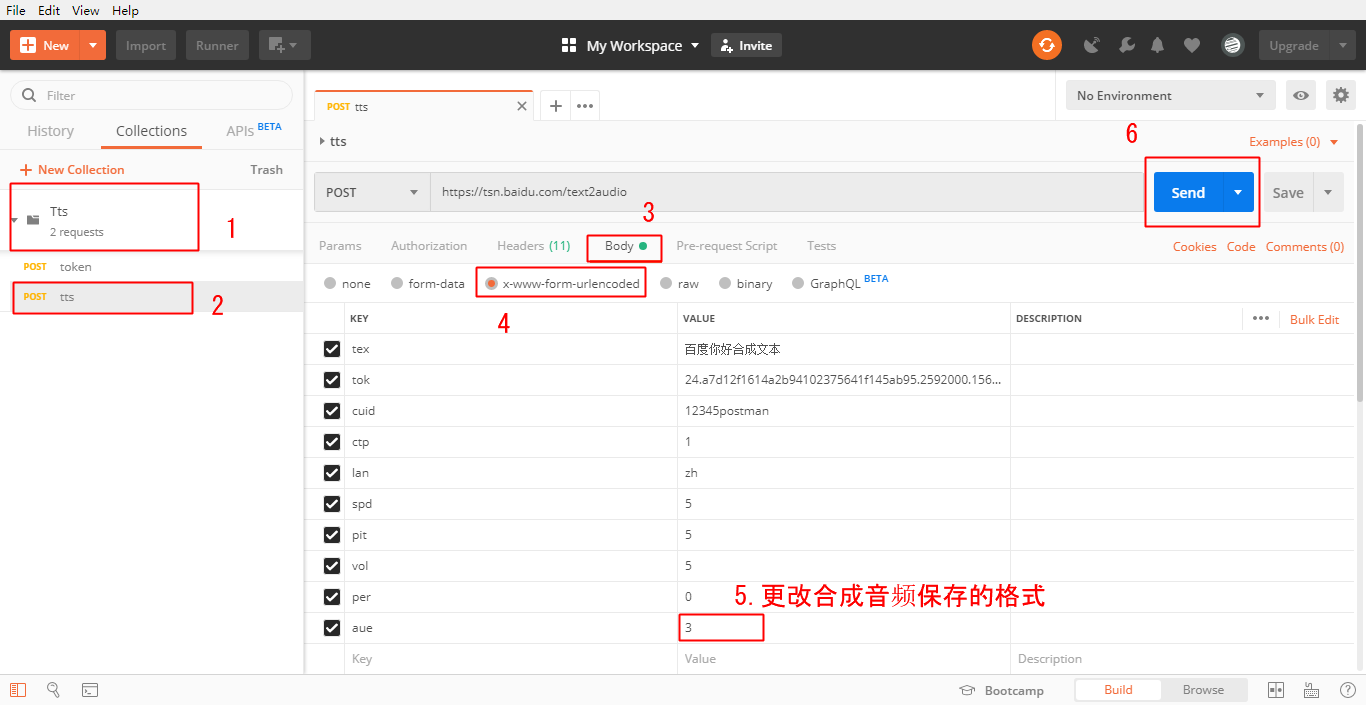 File Edit View Help
New Import Runner My Workspace Invite Upgrade
Filter
History Collections APIs BETA
New Collection Trash
Tts
2 requests
1
POST token
POST tts
2
POST tts
No Environment
tts
Examples (0)
6
POST https://tsn.baidu.com/text2audio Send Save
3
Params Authorization Headers (11) Body Pre-request Script Tests Cookies Code Comments (0)
none form-data x-www-form-urlencoded raw binary GraphQL BETA
4
KEY VALUE DESCRIPTION Bulk Edit
tex 百度你好合成文本
tok 24.a7d12f1614a2b94102375641f145ab95.2592000.156...
cuid 12345postman
ctp 1
lan zh
spd 5
pit 5
vol 5
per 0
5.更改合成音频保存的格式
aue 3
Key Value Description
Bootcamp Build Browse